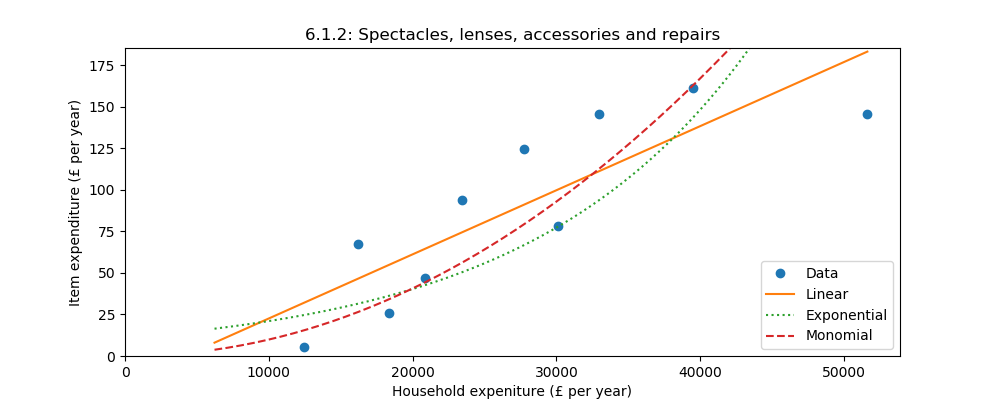 6.1.2: Spectacles, lenses, accessories and repairs
Item expenditure (£ per year)
175
150
125
100
75
50
25
0
0 10000 20000 30000 40000 50000
Household expeniture (£ per year)
Data
Linear
Exponential
Monomial